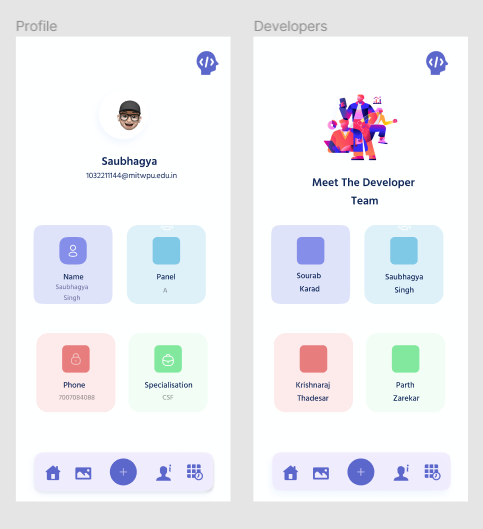 Profile
Developers
Saubhagya
1032211144@mitwpu.edu.in
Name
Saubhagya
Singh
Panel
A
Phone
7007084088
Specialisation
CSF
Meet The Developer
Team
Sourab
Karad
Saubhagya
Singh
Krishnaraj
Thadesar
Parth
Zarekar